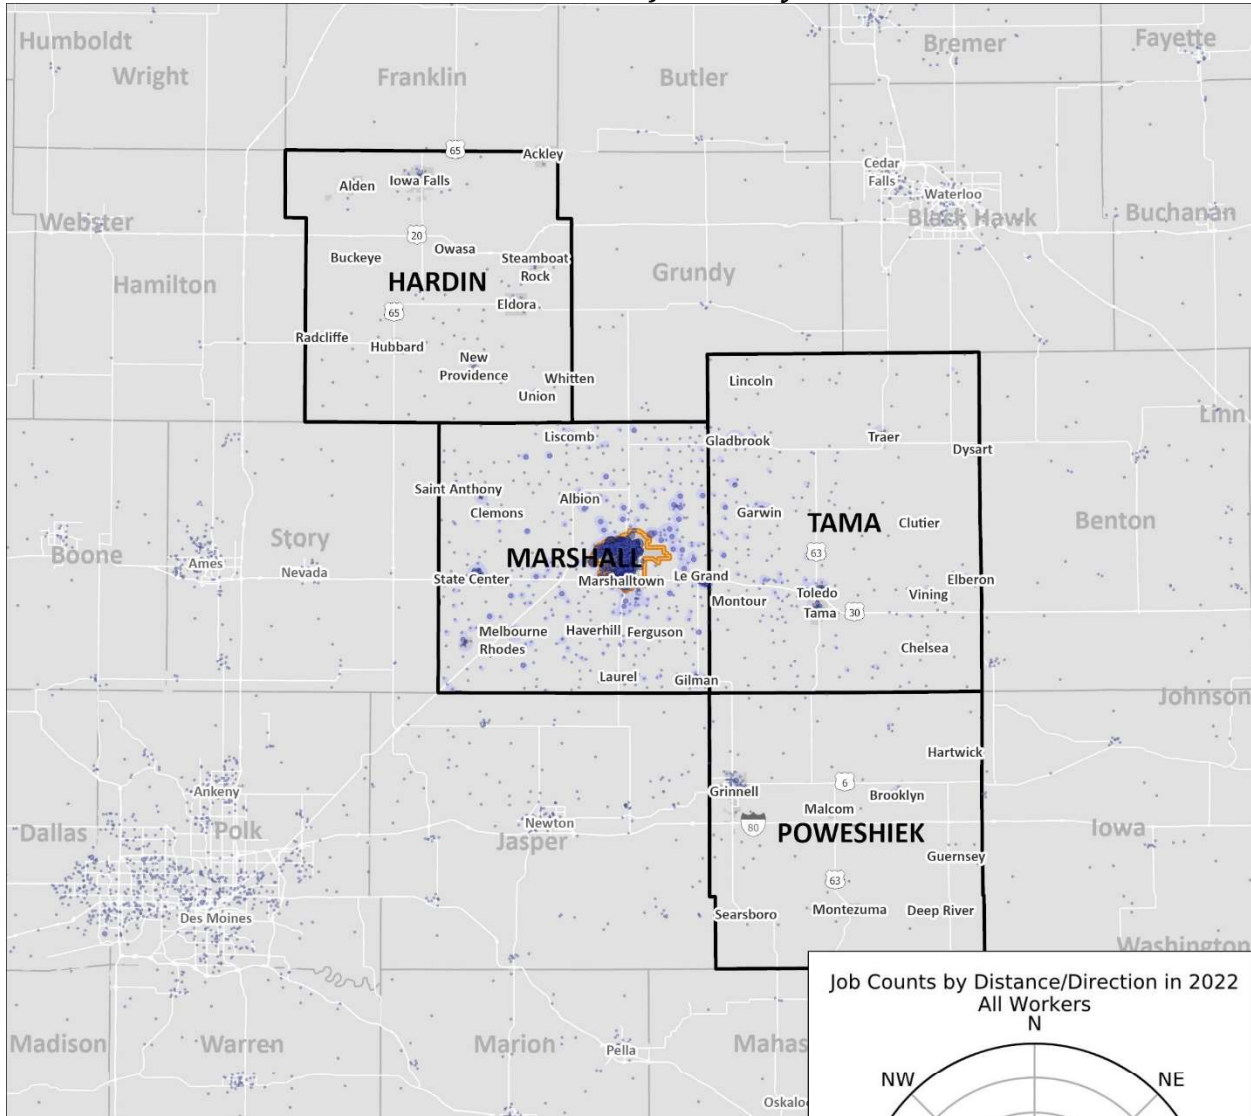 Humboldt
Wright
Franklin
Butler
Bremer
Fayette
65
Ackley
Alden
Iowa Falls
Cedar
Falls
Waterloo
Black Hawk
Buchanan
Webster
20
Owasa
Buckeye
Steamboat
Rock
HARDIN
Hamilton
Grundy
Eldora
65
Radcliffe
Hubbard
New
Providence
Whitten
Union
Lincoln
Linn
Liscomb
Gladbrook
Traer
Dysart
Saint Anthony
Albion
Clemons
Garwin
TAMA
Clutier
Benton
Story
Boone
Ames
Nevada
MARSHALL
63
State Center
Marshalltown
Le Grand
Elberon
Montour
Toledo
Vining
Tama
30
Melbourne
Haverhill
Ferguson
Rhodes
Chelsea
Laurel
Gilman
Johnson
Hartwick
Ankeny
Grinnell
6
Brooklyn
Malcom
Dallas
Polk
Newton
Jasper
80
POWESHIEK
Iowa
Guernsey
63
Des Moines
Searsboro
Montezuma
Deep River
Washington
Job Counts by Distance/Direction in 2022
All Workers
N
NW
NE
Madison
Warren
Marion
Pella
Mahas
Oskaloo